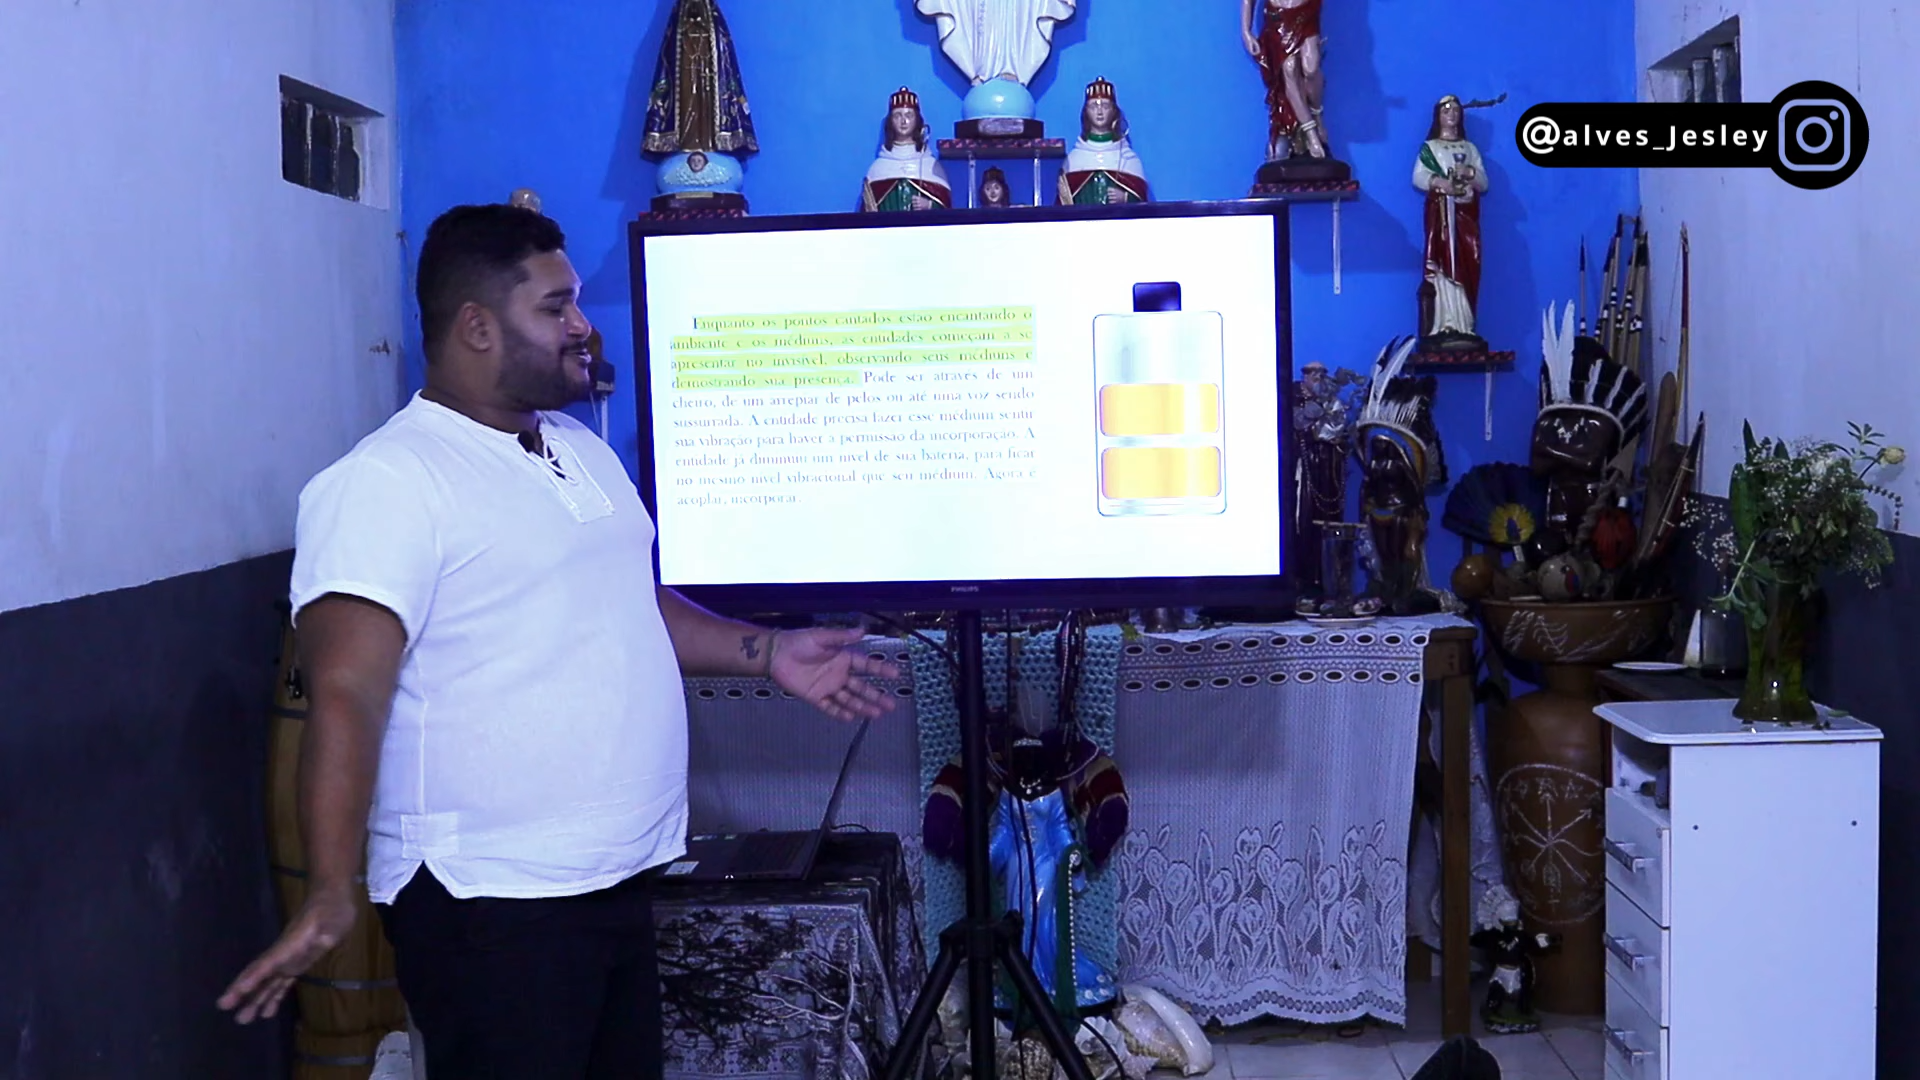 @alves_Jesley
Enquanto os pontos cantados estão encantando o
ambiente e os médiuns, as entidades começam a se
apresentar no invisível, observando seus médiuns e
demostrando sua presença. Pode ser através de um
cheiro, de um arrepiar de pelos ou até uma voz sendo
sussurrada. A entidade precisa fazer esse médium sentir
sua vibração para haver a permissão da incorporação. A
entidade já diminuiu um nível de sua bateria, para ficar
no mesmo nível vibracional que seu médium. Agora é
acoplar, incorporar.
PHILIPS